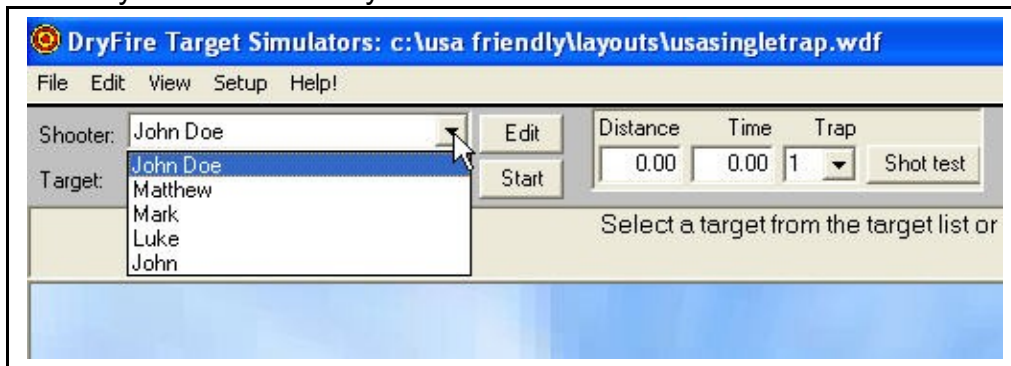 DryFire Target Simulators: c:\usa friendly\layouts\usasingletrap.wdf
File Edit View Setup Help!
Shooter: John Doe Edit Distance Time Trap
Target: Start 0.00 0.00 1 Shot test
John Doe
Matthew
Mark
Luke
John
Select a target from the target list or